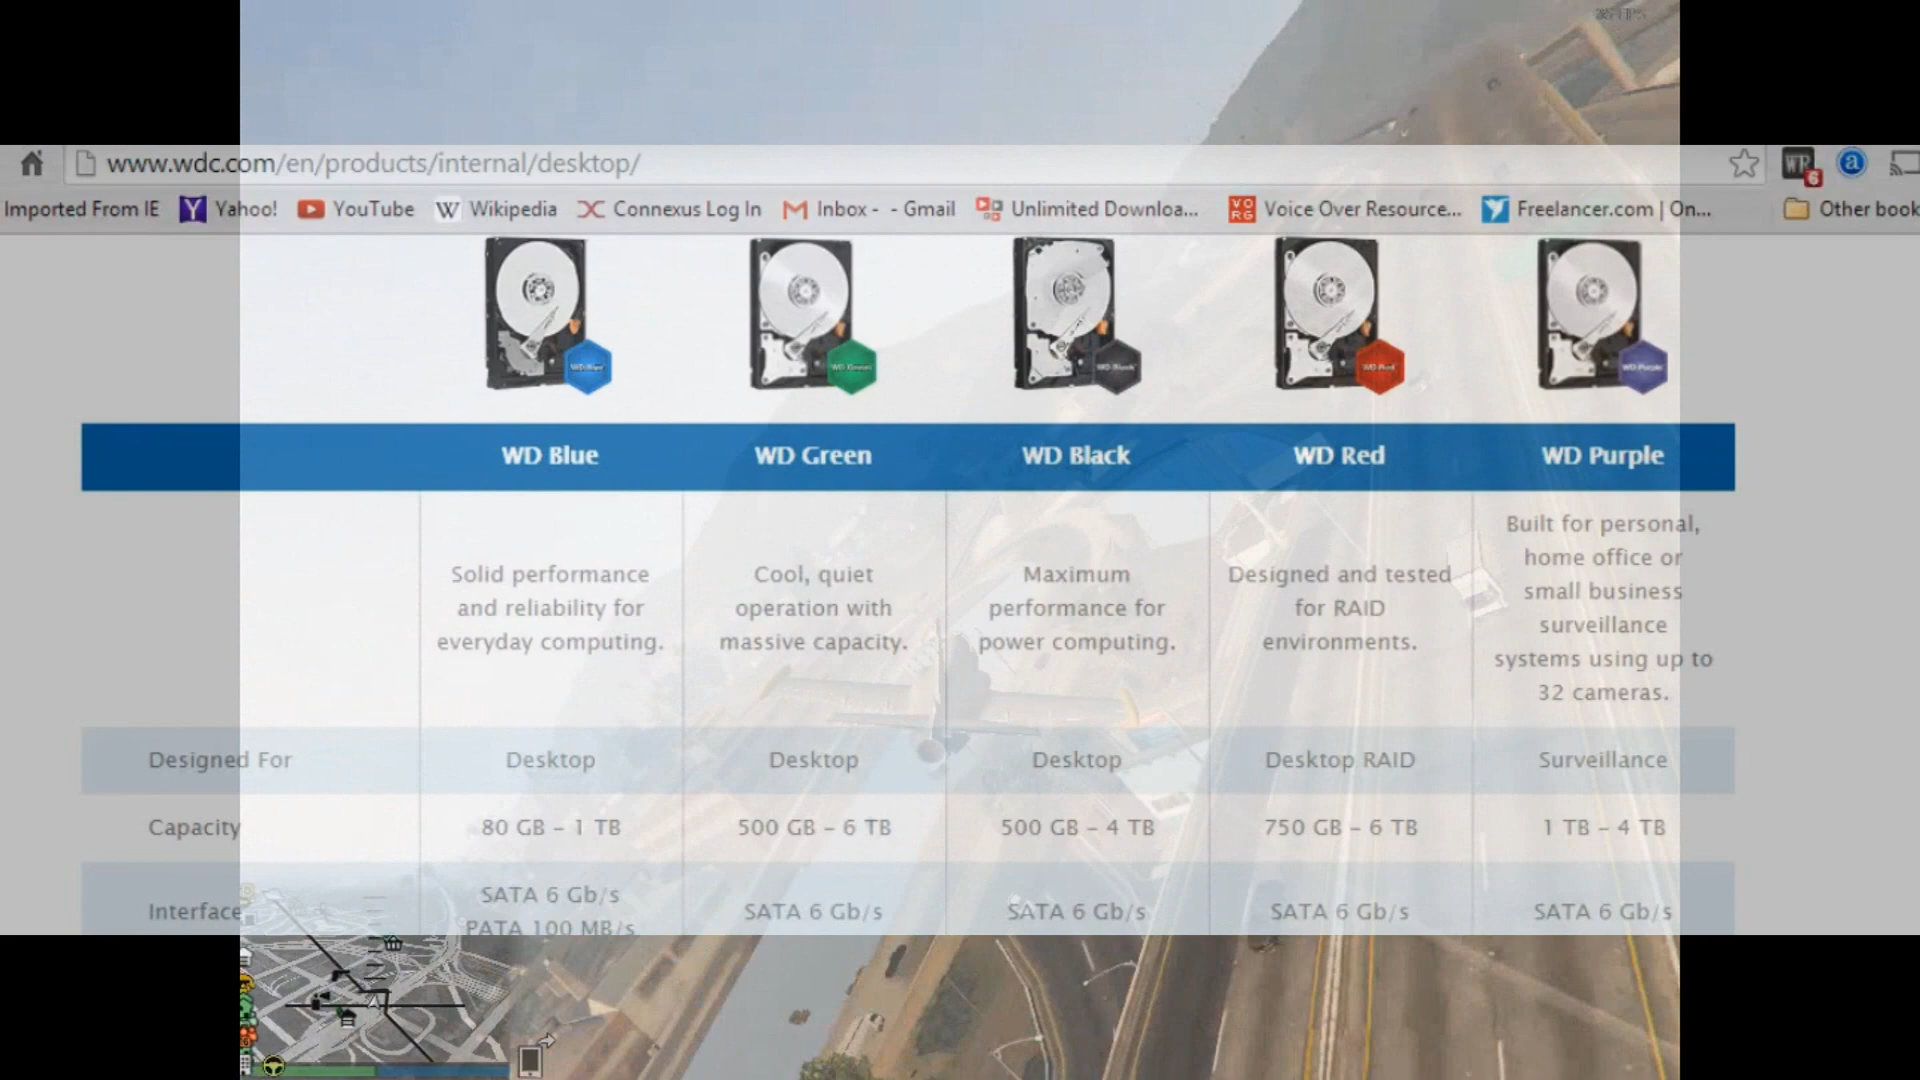 www.wdc.com/en/products/internal/desktop/
Imported From IE Yahoo! YouTube W Wikipedia Connexus Log In Inbox - - Gmail Unlimited Downloa... VO RG Voice Over Resource... Freelancer.com | On... Other book
WD Blue WD Green WD Black WD Red WD Purple
Solid performance and reliability for everyday computing.
Cool, quiet operation with massive capacity.
Maximum performance for power computing.
Designed and tested for RAID environments.
Built for personal, home office or small business surveillance systems using up to 32 cameras.
Designed For Desktop Desktop Desktop Desktop RAID Surveillance
Capacity 80 GB – 1 TB 500 GB – 6 TB 500 GB – 4 TB 750 GB – 6 TB 1 TB – 4 TB
Interface SATA 6 Gb/s PATA 100 MB/s SATA 6 Gb/s SATA 6 Gb/s SATA 6 Gb/s SATA 6 Gb/s